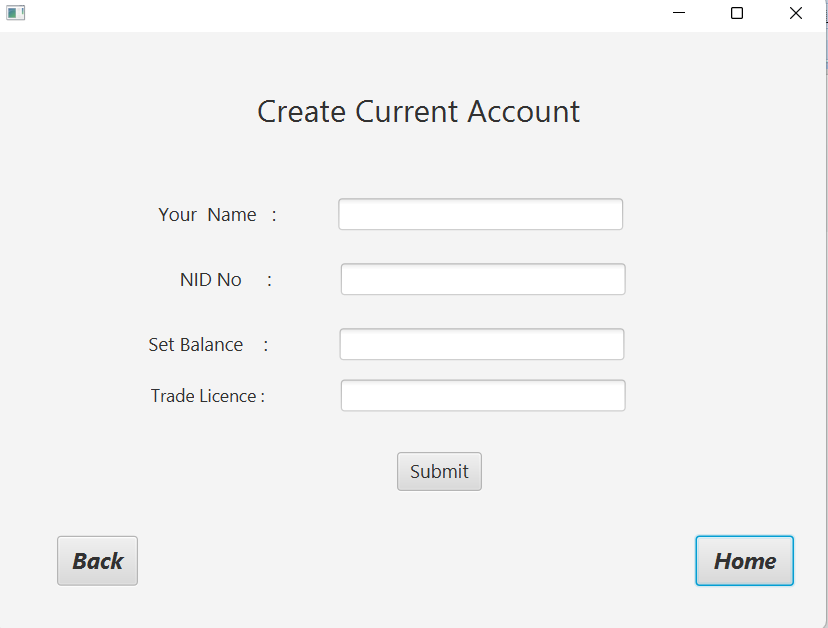 Create Current Account
Your Name :
NID No :
Set Balance :
Trade Licence :
Submit
Back Home